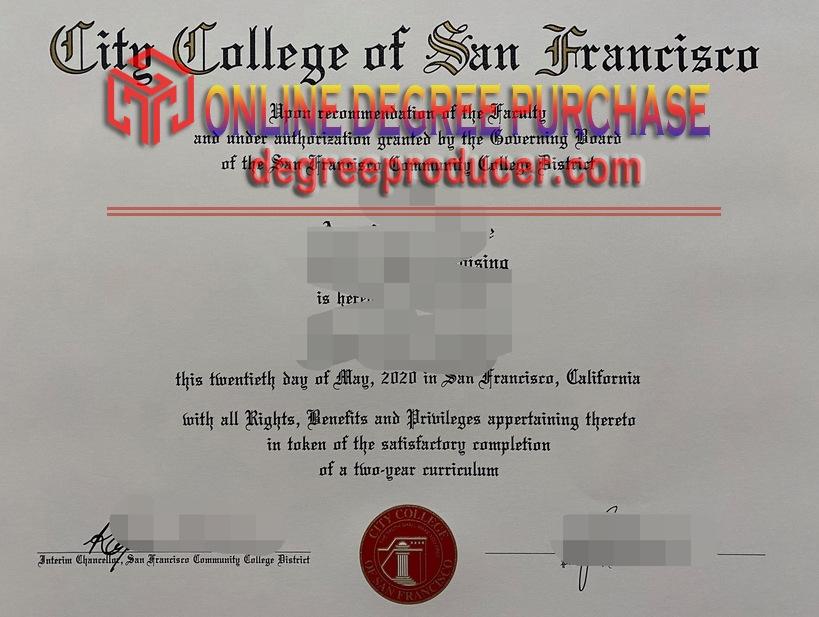 City College of San Francisco
ONLINE DEGREE PURCHASE
Upon recommendation of the Faculty
and under authorization granted by the Governing Board
of the San Francisco Community College District
degreeproducer.com
is
this twentieth day of May, 2020 in San Francisco, California
with all Rights, Benefits and Privileges appertaining thereto
in token of the satisfactory completion
of a two-year curriculum
Interim Chancellor, San Francisco Community College District
CITY COLLEGE
OF SAN FRANCISCO